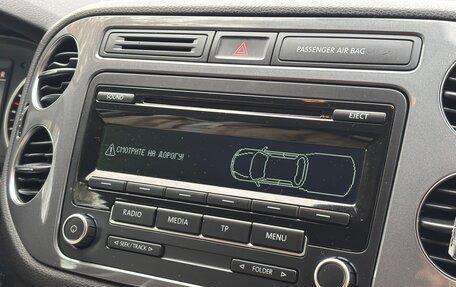 PASSENGER AIR BAG
SOUND
EJECT
СМОТРИТЕ НА ДОРОГУ!
RADIO
MEDIA
TP
MENU
SEEK / TRACK
FOLDER